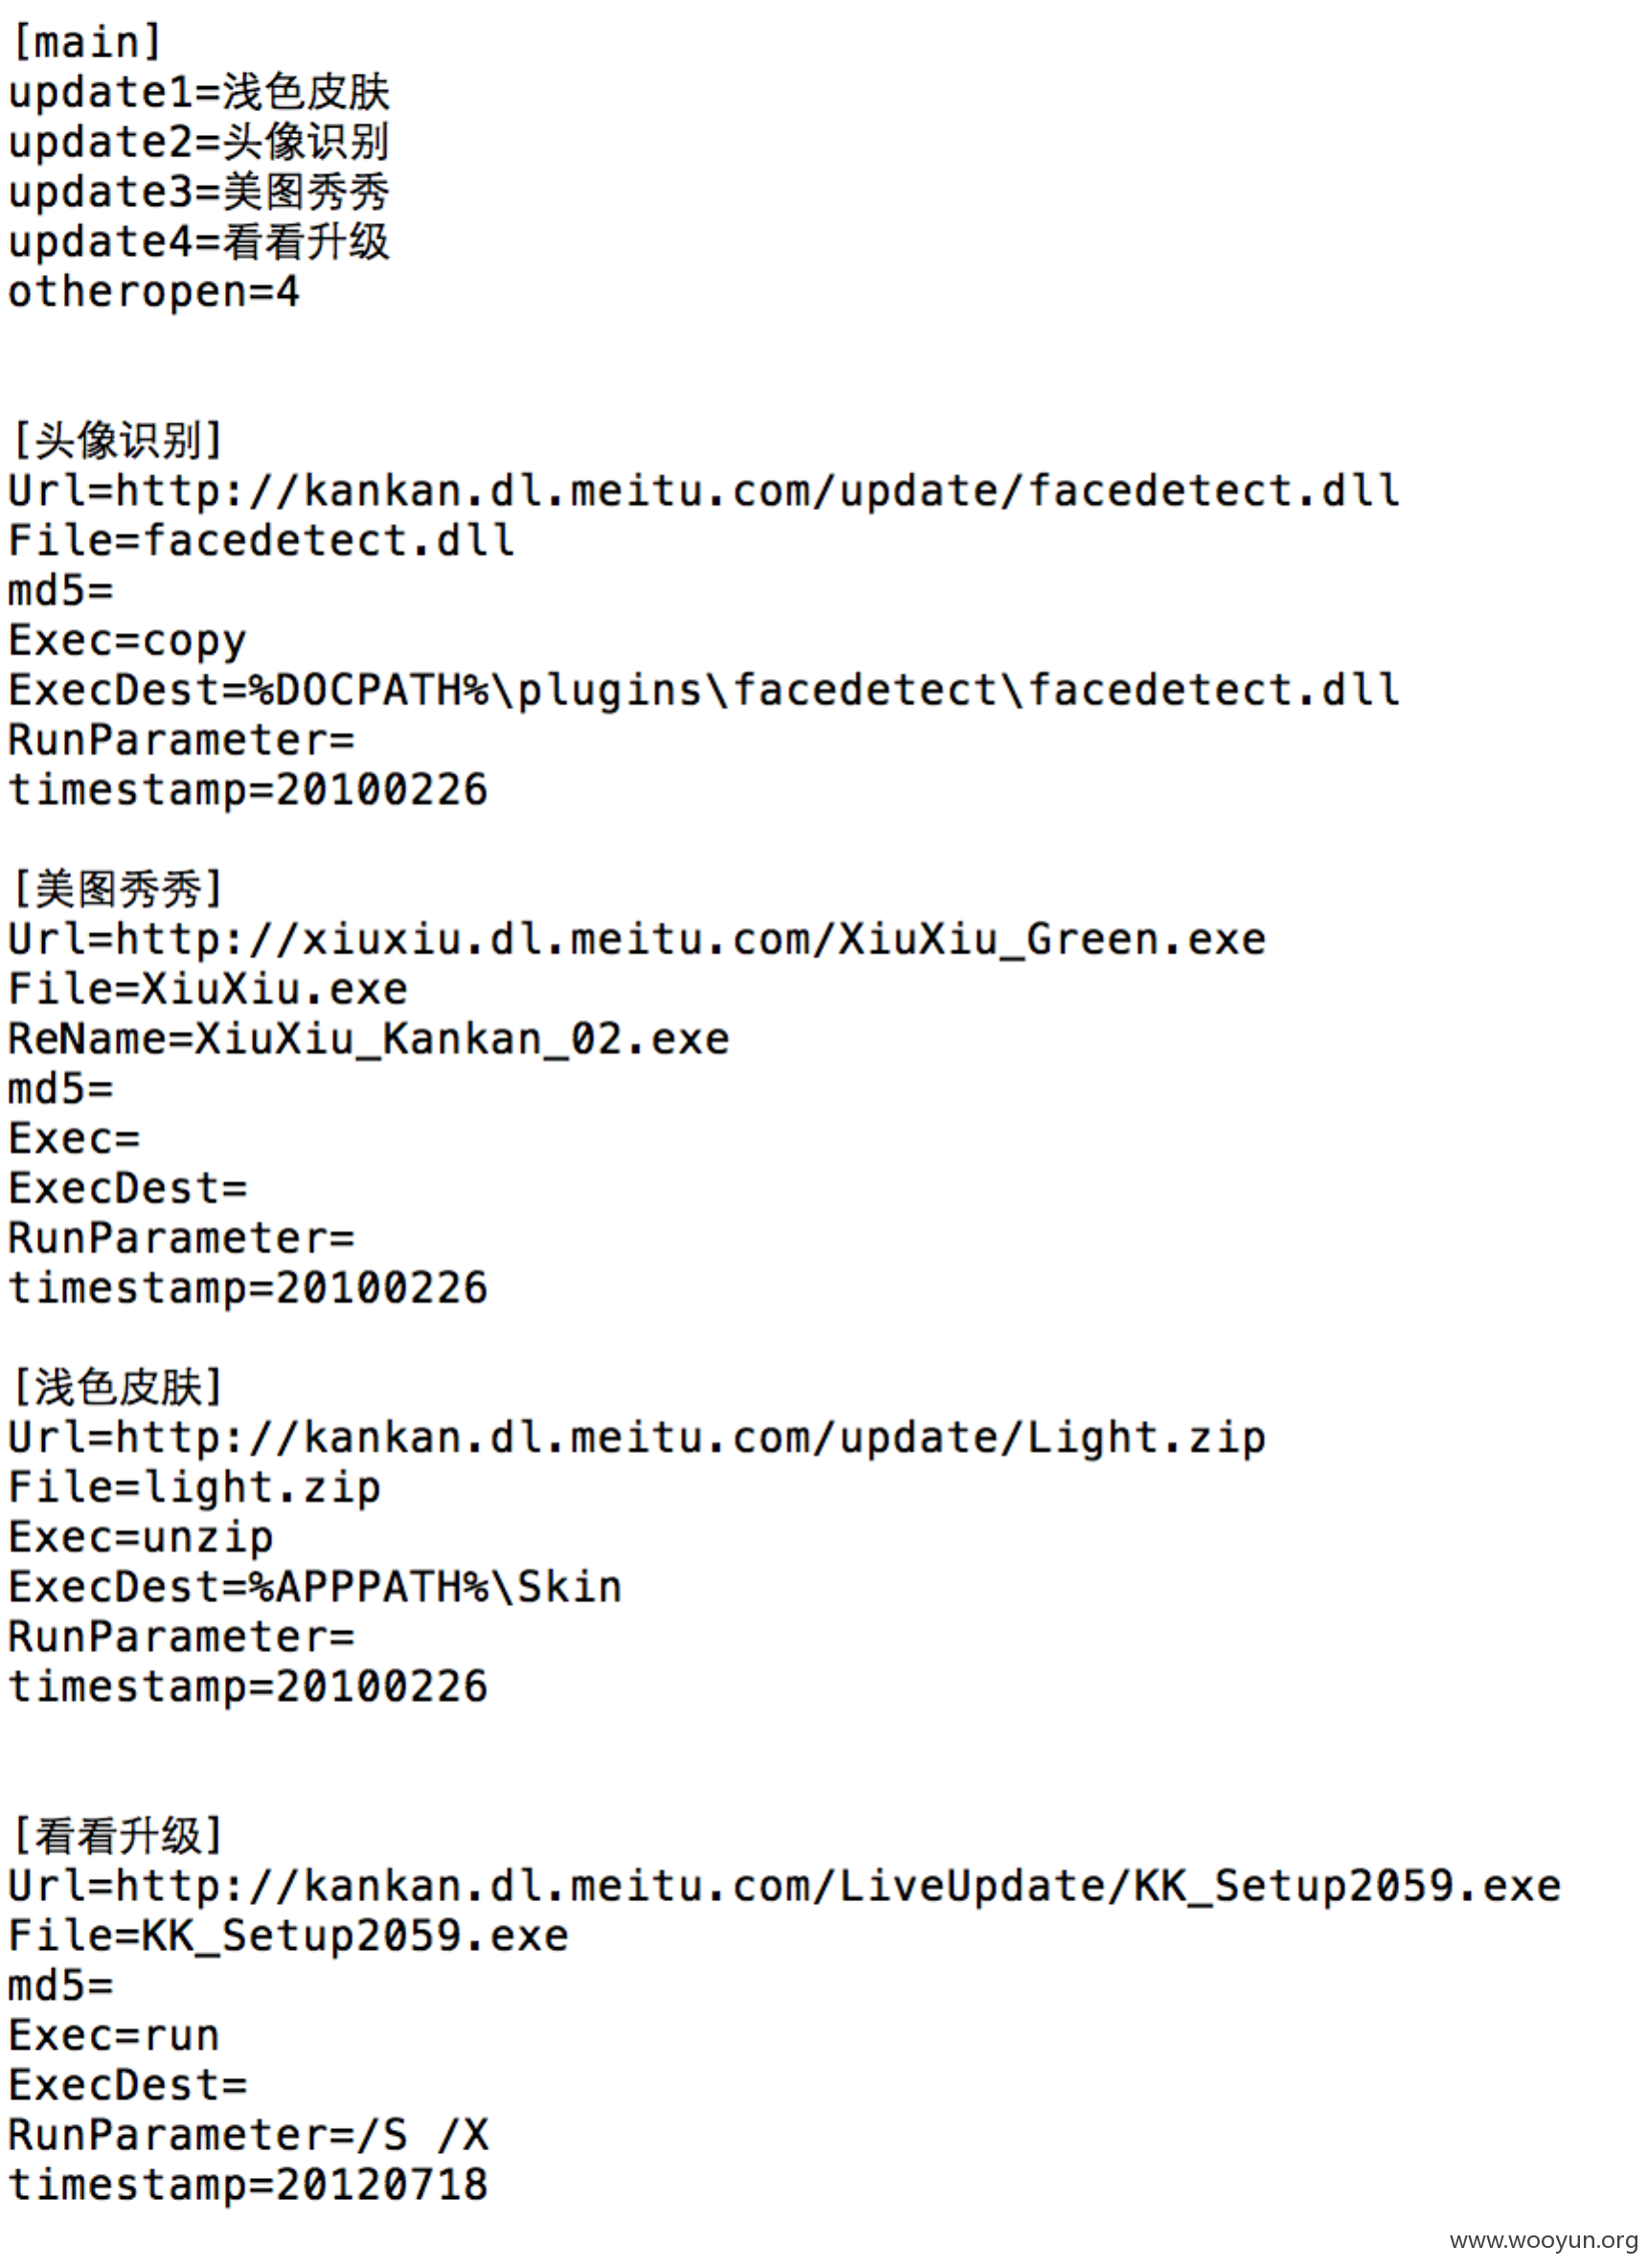 [main]
update1=浅色皮肤
update2=头像识别
update3=美图秀秀
update4=看看升级
otheropen=4
[头像识别]
Url=http://kankan.dl.meitu.com/update/facedetect.dll
File=facedetect.dll
md5=
Exec=copy
ExecDest=%DOCPATH%\plugins\facedetect\facedetect.dll
RunParameter=
timestamp=20100226
[美图秀秀]
Url=http://xiuxiu.dl.meitu.com/XiuXiu_Green.exe
File=XiuXiu.exe
ReName=XiuXiu_Kankan_02.exe
md5=
Exec=
ExecDest=
RunParameter=
timestamp=20100226
[浅色皮肤]
Url=http://kankan.dl.meitu.com/update/Light.zip
File=light.zip
Exec=unzip
ExecDest=%APPPATH%\Skin
RunParameter=
timestamp=20100226
[看看升级]
Url=http://kankan.dl.meitu.com/LiveUpdate/KK_Setup2059.exe
File=KK_Setup2059.exe
md5=
Exec=run
ExecDest=
RunParameter=/S /X
timestamp=20120718
www.wooyun.org